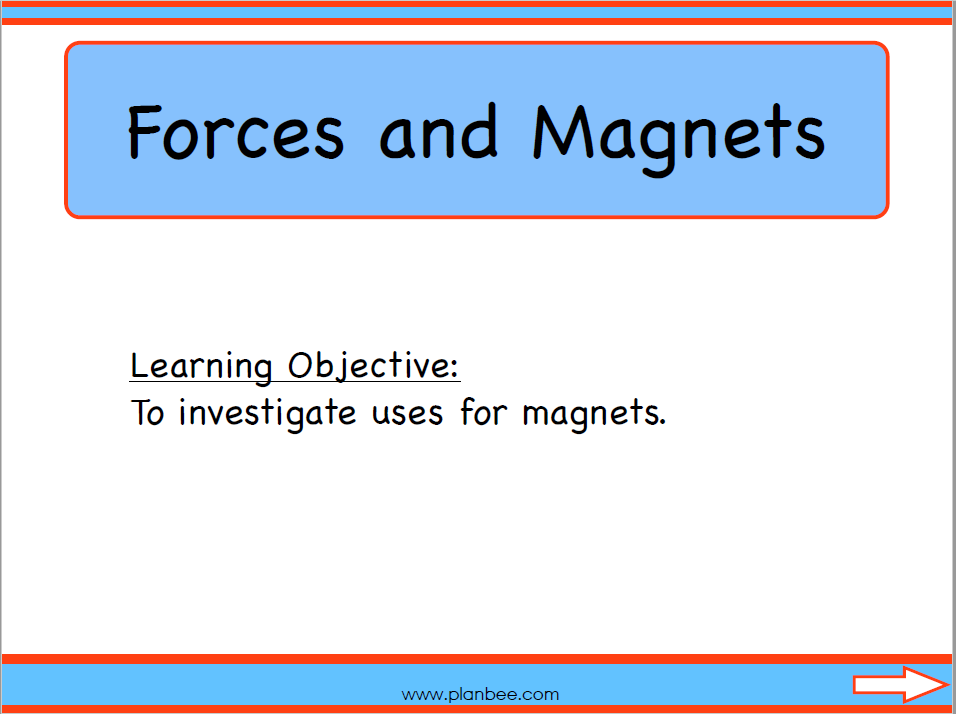 Forces and Magnets
Learning Objective:
To investigate uses for magnets.
www.planbee.com